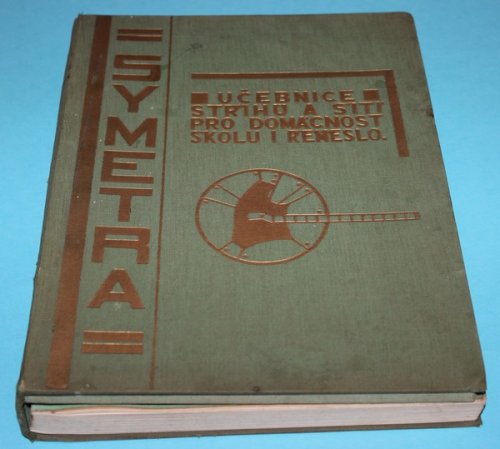 SYMETRA
UČEBNICE
STŘIHŮ A ŠITÍ
PRO DOMÁCNOST
ŠKOLU I ŘEMESLO.